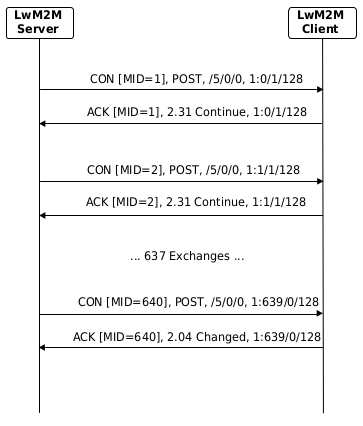 LwM2M
Server
LwM2M
Client
CON [MID=1], POST, /5/0/0, 1:0/1/128
ACK [MID=1], 2.31 Continue, 1:0/1/128
CON [MID=2], POST, /5/0/0, 1:1/1/128
ACK [MID=2], 2.31 Continue, 1:1/1/128
... 637 Exchanges ...
CON [MID=640], POST, /5/0/0, 1:639/0/128
ACK [MID=640], 2.04 Changed, 1:639/0/128